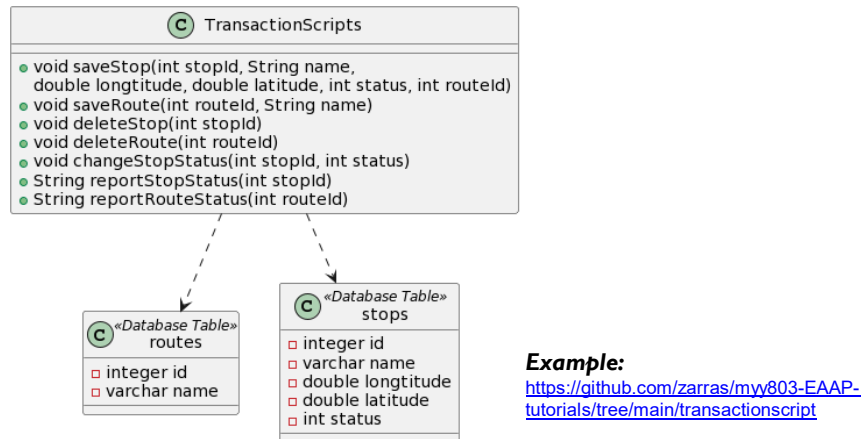 C TransactionScripts
void saveStop(int stopId, String name,
double longtitude, double latitude, int status, int routeId)
void saveRoute(int routeId, String name)
void deleteStop(int stopId)
void deleteRoute(int routeId)
void changeStopStatus(int stopId, int status)
String reportStopStatus(int stopId)
String reportRouteStatus(int routeId)
C «Database Table»
routes
integer id
varchar name
C «Database Table»
stops
integer id
varchar name
double longtitude
double latitude
int status
Example:
https://github.com/zarras/myy803-EAAP-
tutorials/tree/main/transactionscript